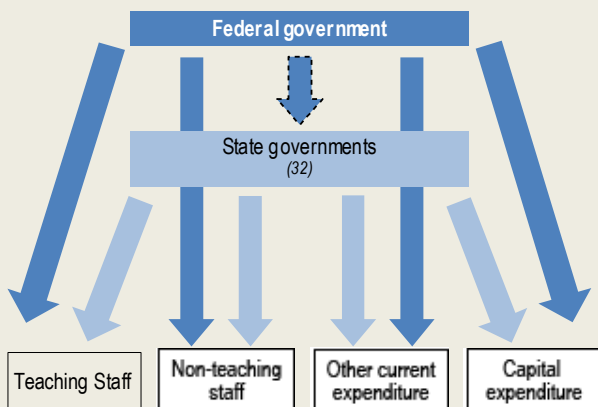 Federal government
State governments
(32)
Teaching Staff
Non-teaching
staff
Other current
expenditure
Capital
expenditure